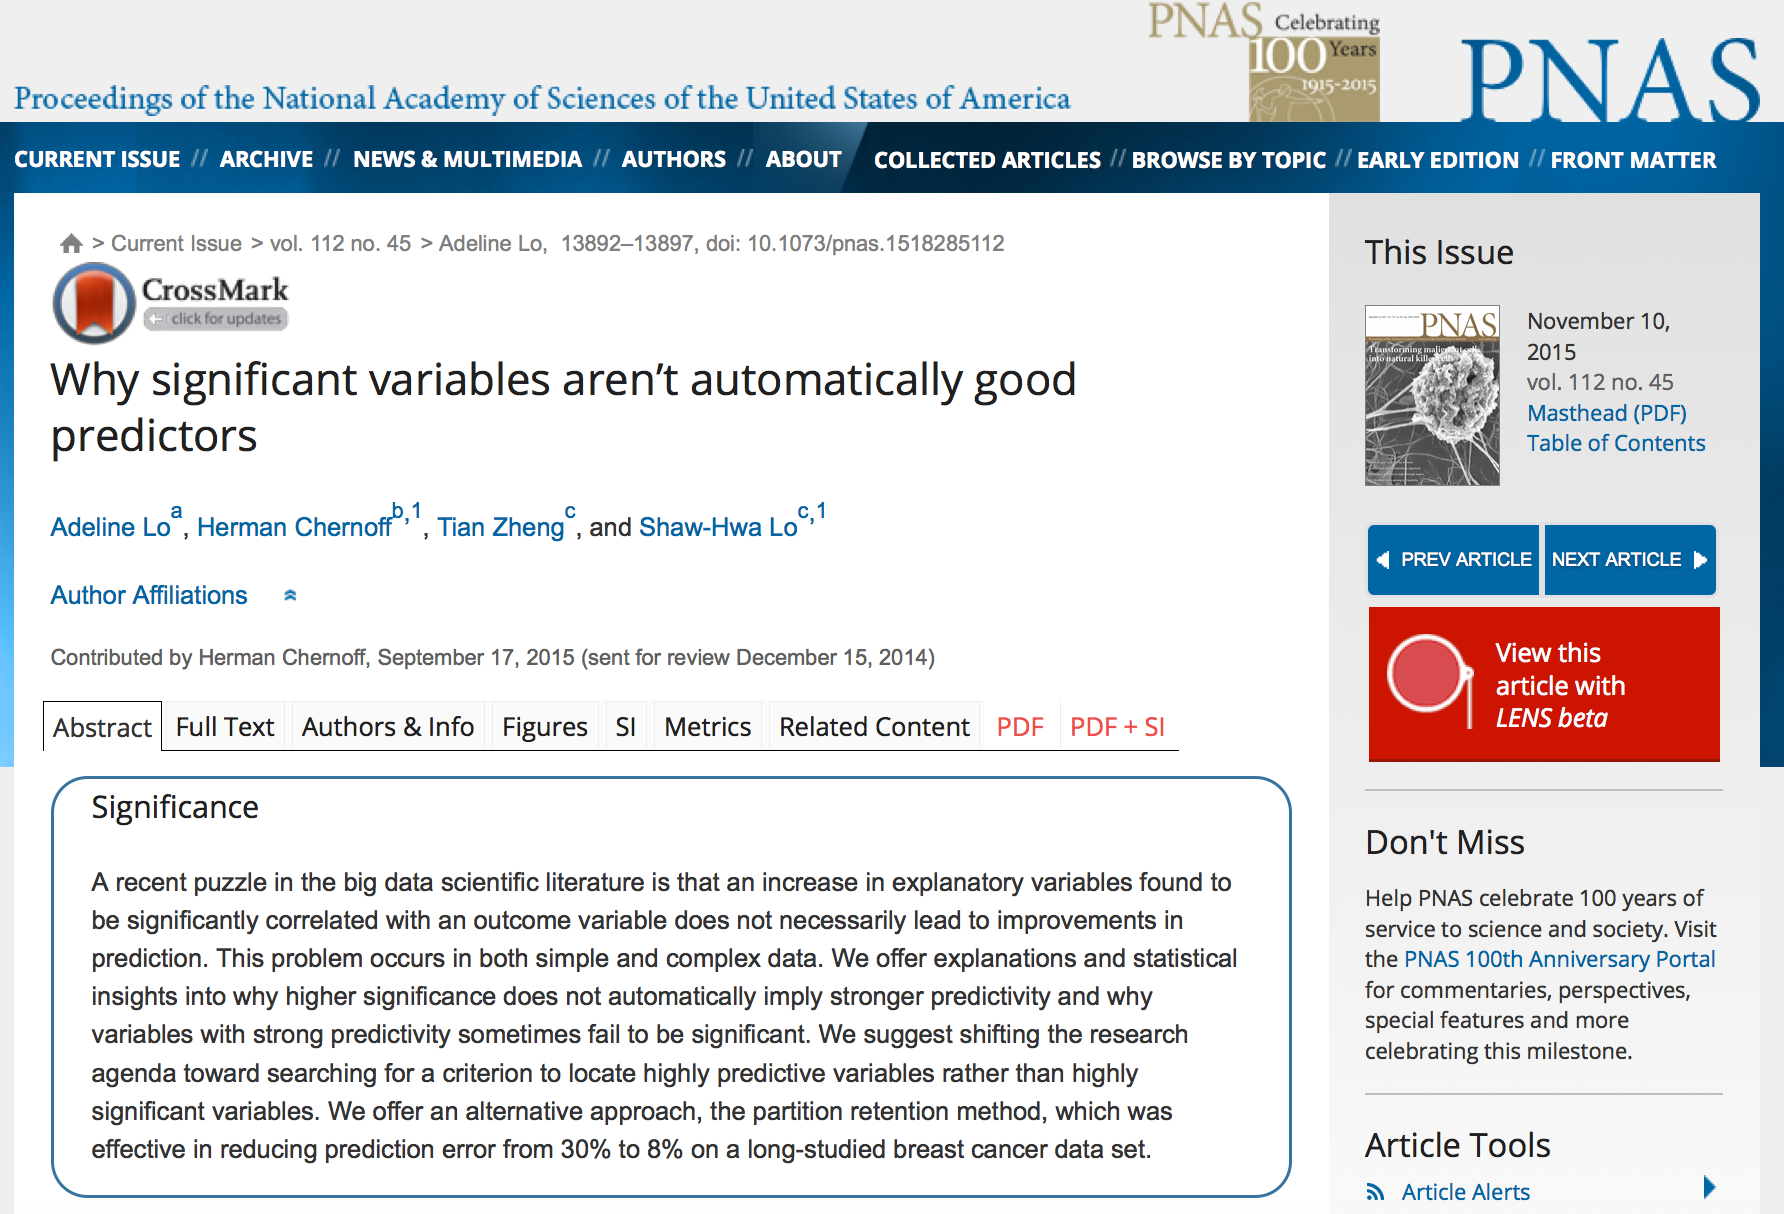 PNAS Celebrating
100 Years
1915-2015
PNAS
Proceedings of the National Academy of Sciences of the United States of America
CURRENT ISSUE // ARCHIVE // NEWS & MULTIMEDIA // AUTHORS // ABOUT COLLECTED ARTICLES // BROWSE BY TOPIC // EARLY EDITION // FRONT MATTER
> Current Issue > vol. 112 no. 45 > Adeline Lo, 13892–13897, doi: 10.1073/pnas.1518285112
CrossMark
click for updates
Why significant variables aren’t automatically good
predictors
Adeline Loa, Herman Chernoffb,1, Tian Zhengc, and Shaw-Hwa Loc,1
Author Affiliations
Contributed by Herman Chernoff, September 17, 2015 (sent for review December 15, 2014)
Abstract Full Text Authors & Info Figures SI Metrics Related Content PDF PDF + SI
Significance
A recent puzzle in the big data scientific literature is that an increase in explanatory variables found to
be significantly correlated with an outcome variable does not necessarily lead to improvements in
prediction. This problem occurs in both simple and complex data. We offer explanations and statistical
insights into why higher significance does not automatically imply stronger predictivity and why
variables with strong predictivity sometimes fail to be significant. We suggest shifting the research
agenda toward searching for a criterion to locate highly predictive variables rather than highly
significant variables. We offer an alternative approach, the partition retention method, which was
effective in reducing prediction error from 30% to 8% on a long-studied breast cancer data set.
This Issue
PNAS
Transforming malignant cells
into natural killer cells
November 10,
2015
vol. 112 no. 45
Masthead (PDF)
Table of Contents
PREV ARTICLE NEXT ARTICLE
View this
article with
LENS beta
Don't Miss
Help PNAS celebrate 100 years of
service to science and society. Visit
the PNAS 100th Anniversary Portal
for commentaries, perspectives,
special features and more
celebrating this milestone.
Article Tools
Article Alerts